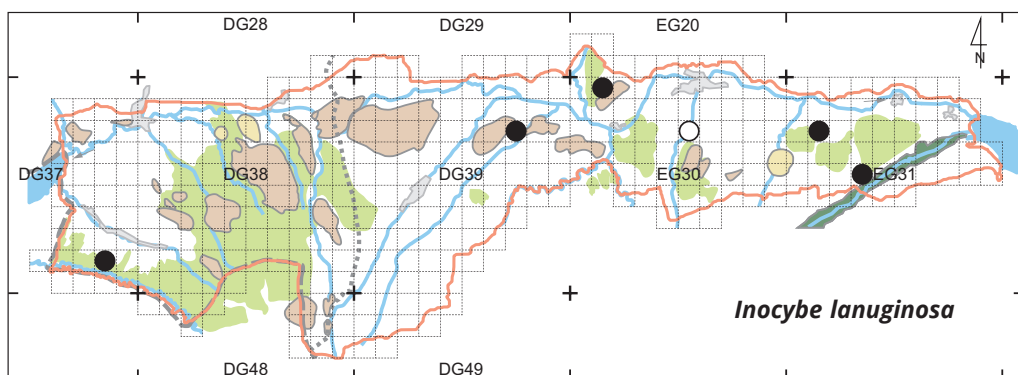 DG28 DG29 EG20
N
DG37 DG38 DG39 EG30 EG31
Inocybe lanuginosa
DG48 DG49